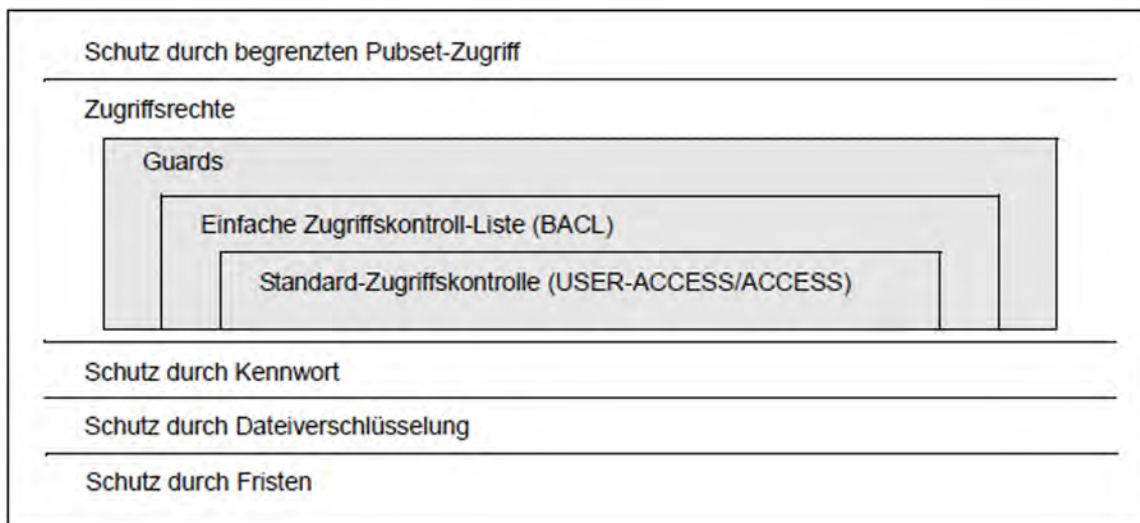 Schutz durch begrenzten Pubset-Zugriff
Zugriffsrechte
Guards
Einfache Zugriffskontroll-Liste (BACL)
Standard-Zugriffskontrolle (USER-ACCESS/ACCESS)
Schutz durch Kennwort
Schutz durch Dateiverschlüsselung
Schutz durch Fristen